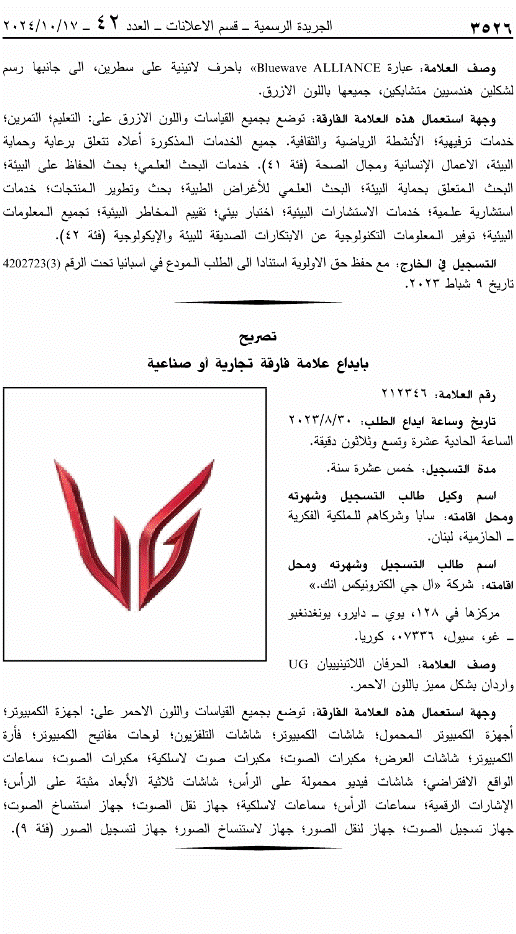 ٣٥٢٦ الجريدة الرسمية ــ قسم الاعلانات ــ العدد ٤٢ ــ ٢٠٢٤/١٠/١٧
وصف العلامة: عبارة Bluewave ALLIANCE» باحرف لاتينية على سطرين، الى جانبها رسم
لشكلين هندسيين متشابكين، جميعها باللون الازرق.
وجهة استعمال هذه العلامة الفارقة: توضع بجميع القياسات واللون الازرق على: التعليم؛ التمرين؛
خدمات ترفيهية؛ الأنشطة الرياضية والثقافية. جميع الخدمات المذكورة أعلاه تتعلق برعاية وحماية
البيئة، الاعمال الإنسانية ومجال الصحة (فئة ٤١). خدمات البحث العلمي؛ بحث الحفاظ على البيئة؛
البحث المتعلق بحماية البيئة؛ البحث العلمي للأغراض الطبية؛ بحث وتطوير المنتجات؛ خدمات
استشارية علمية؛ خدمات الاستشارات البيئية؛ اختبار بيئي؛ تقييم المخاطر البيئية؛ تجميع المعلومات
البيئية؛ توفير المعلومات التكنولوجية عن الابتكارات الصديقة للبيئة والإيكولوجية (فئة ٤٢).
التسجيل في الخارج: مع حفظ حق الاولوية استنادا الى الطلب المودع في اسبانيا تحت الرقم 4202723(3)
تاريخ ٩ شباط ٢٠٢٣.
تصريح
بايداع علامة فارقة تجارية أو صناعية
رقم العلامة: ٢١٢٣٤٦
تاريخ وساعة ايداع الطلب: ٢٠٢٣/٨/٣٠
الساعة الحادية عشرة وتسع وثلاثون دقيقة.
مدة التسجيل: خمس عشرة سنة.
اسم وكيل طالب التسجيل وشهرته
ومحل اقامته: سابا وشركاهم للملكية الفكرية
ــ الحازمية، لبنان.
اسم طالب التسجيل وشهرته ومحل
اقامته: شركة «ال جي الكترونيكس انك.»
مركزها في ١٢٨، يوي ــ دايرو، يونغدنغبو
ــ غو، سيول، ٠٧٣٣٦، كوريا.
وصف العلامة: الحرفان اللاتينييان UG
واردان بشكل مميز باللون الاحمر.
UG
وجهة استعمال هذه العلامة الفارقة: توضع بجميع القياسات واللون الاحمر على: اجهزة الكمبيوتر؛
أجهزة الكمبيوتر المحمول؛ شاشات الكمبيوتر؛ شاشات التلفزيون؛ لوحات مفاتيح الكمبيوتر؛ فأرة
الكمبيوتر؛ شاشات العرض؛ مكبرات الصوت؛ مكبرات صوت لاسلكية؛ مكبرات الصوت؛ سماعات
الواقع الافتراضي؛ شاشات فيديو محمولة على الرأس؛ شاشات ثلاثية الأبعاد مثبتة على الرأس؛
الإشارات الرقمية؛ سماعات الرأس؛ سماعات لاسلكية؛ جهاز نقل الصوت؛ جهاز استنساخ الصوت؛
جهاز تسجيل الصوت؛ جهاز لنقل الصور؛ جهاز لاستنساخ الصور؛ جهاز لتسجيل الصور (فئة ٩).